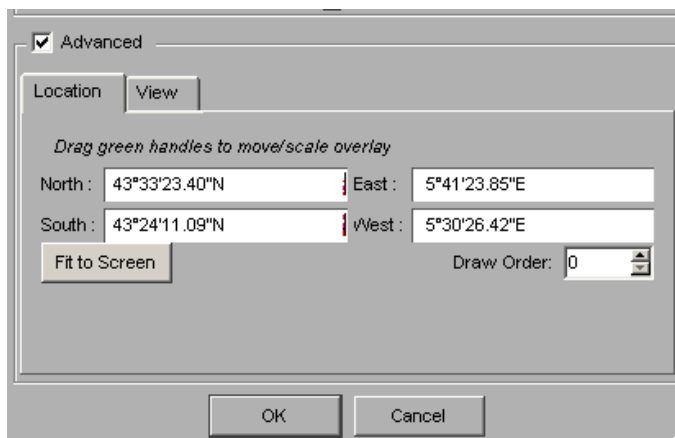 Advanced
Location View
Drag green handles to move/scale overlay
North : 43°33'23.40"N East : 5°41'23.85"E
South : 43°24'11.09"N West : 5°30'26.42"E
Fit to Screen Draw Order: 0
OK Cancel